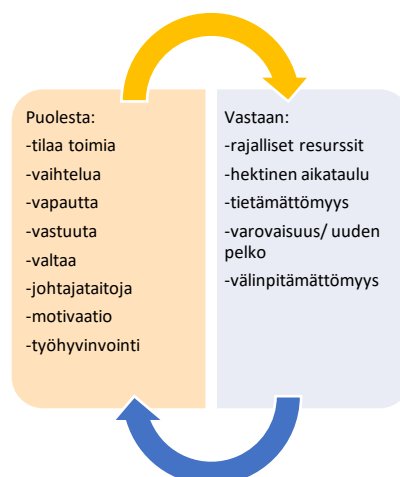 Puolesta:
-tilaa toimia
-vaihtelua
-vapautta
-vastuuta
-valtaa
-johtajataitoja
-motivaatio
-työhyvinvointi
Vastaan:
-rajalliset resurssit
-hektinen aikataulu
-tietämättömyys
-varovaisuus/ uuden
pelko
-välinpitämättömyys